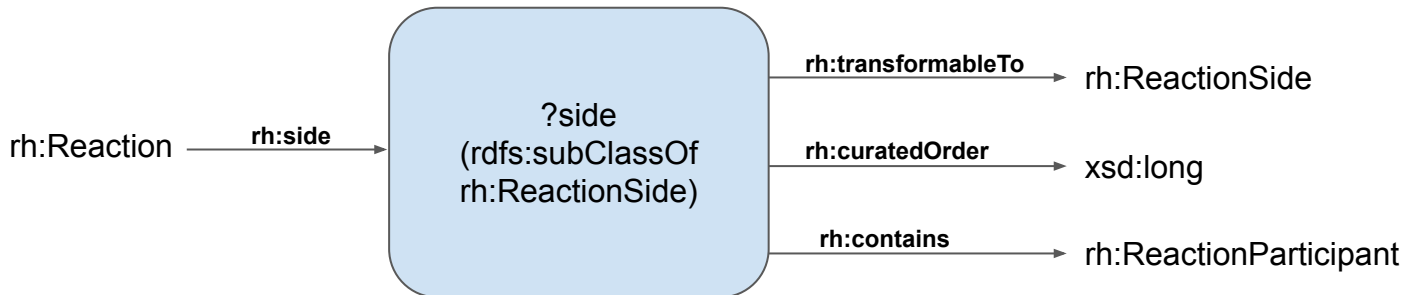 rh:Reaction
rh:side
?side
(rdfs:subClassOf
rh:ReactionSide)
rh:transformableTo
rh:ReactionSide
rh:curatedOrder
xsd:long
rh:contains
rh:ReactionParticipant